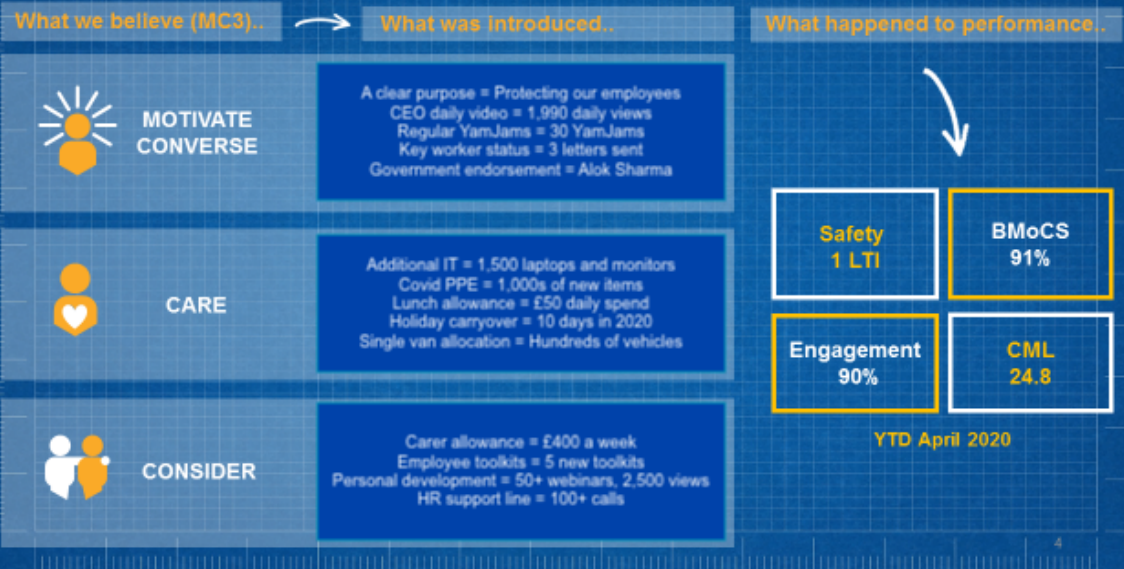 What we believe (MC3)..
What was introduced..
What happened to performance..
MOTIVATE
CONVERSE
A clear purpose = Protecting our employees
CEO daily video = 1,990 daily views
Regular YamJams = 30 YamJams
Key worker status = 3 letters sent
Government endorsement = Alok Sharma
CARE
Additional IT = 1,500 laptops and monitors
Covid PPE = 1,000s of new items
Lunch allowance = £50 daily spend
Holiday carryover = 10 days in 2020
Single van allocation = Hundreds of vehicles
CONSIDER
Carer allowance = £400 a week
Employee toolkits = 5 new toolkits
Personal development = 50+ webinars, 2,500 views
HR support line = 100+ calls
Safety
1 LTI
BMoCS
91%
Engagement
90%
CML
24.8
YTD April 2020
4